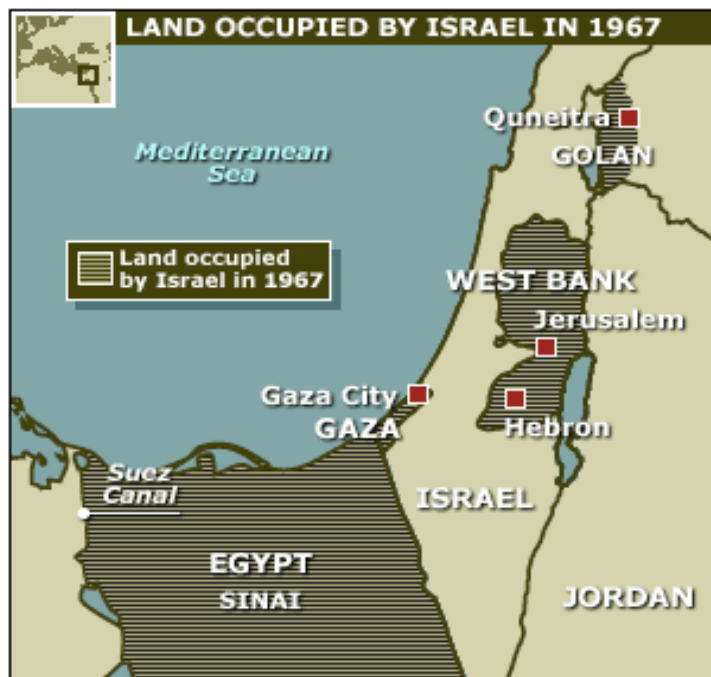 LAND OCCUPIED BY ISRAEL IN 1967
Quneitra
GOLAN
Mediterranean
Sea
Land occupied
by Israel in 1967
WEST BANK
Jerusalem
Gaza City
GAZA
Hebron
Suez
Canal
ISRAEL
EGYPT
SINAI
JORDAN